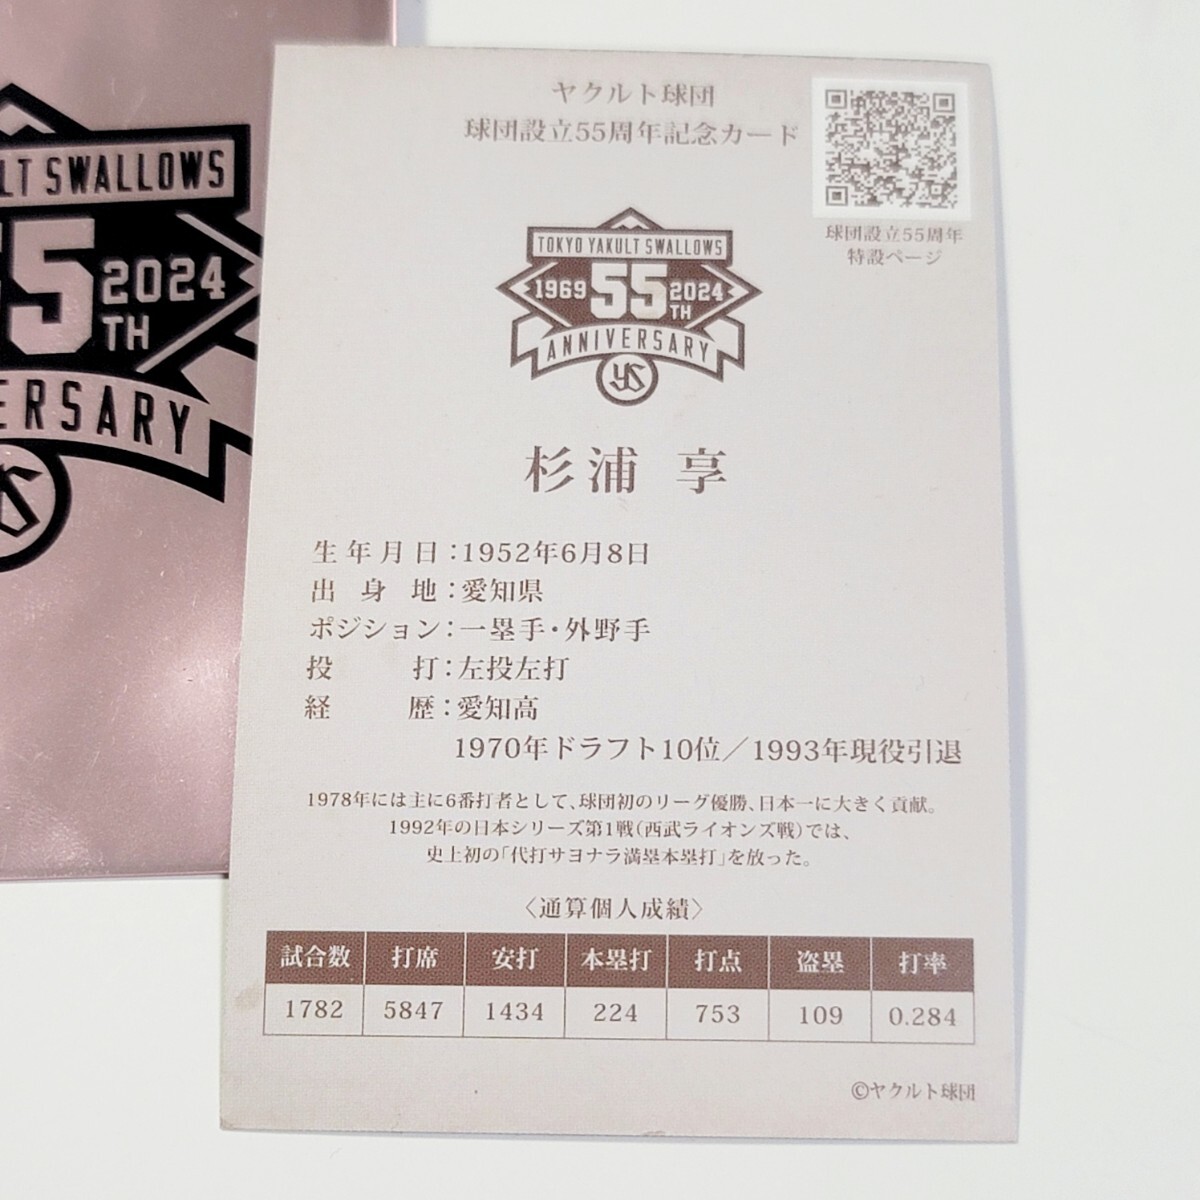 LT SWALLOWS
55 2024
TH
ERSARY
ヤクルト球団
球団設立55周年記念カード
球団設立55周年
特設ページ
TOKYO YAKULT SWALLOWS
1969 55 2024
TH
ANNIVERSARY
YS
杉浦 享
生年月日:1952年6月8日
出身地:愛知県
ポジション:一塁手・外野手
投打:左投左打
経歴:愛知高
1970年ドラフト10位／1993年現役引退
1978年には主に6番打者として、球団初のリーグ優勝、日本一に大きく貢献。
1992年の日本シリーズ第1戦(西武ライオンズ戦)では、
史上初の「代打サヨナラ満塁本塁打」を放った。
〈通算個人成績〉
試合数 打席 安打 本塁打 打点 盗塁 打率
1782 5847 1434 224 753 109 0.284
©ヤクルト球団